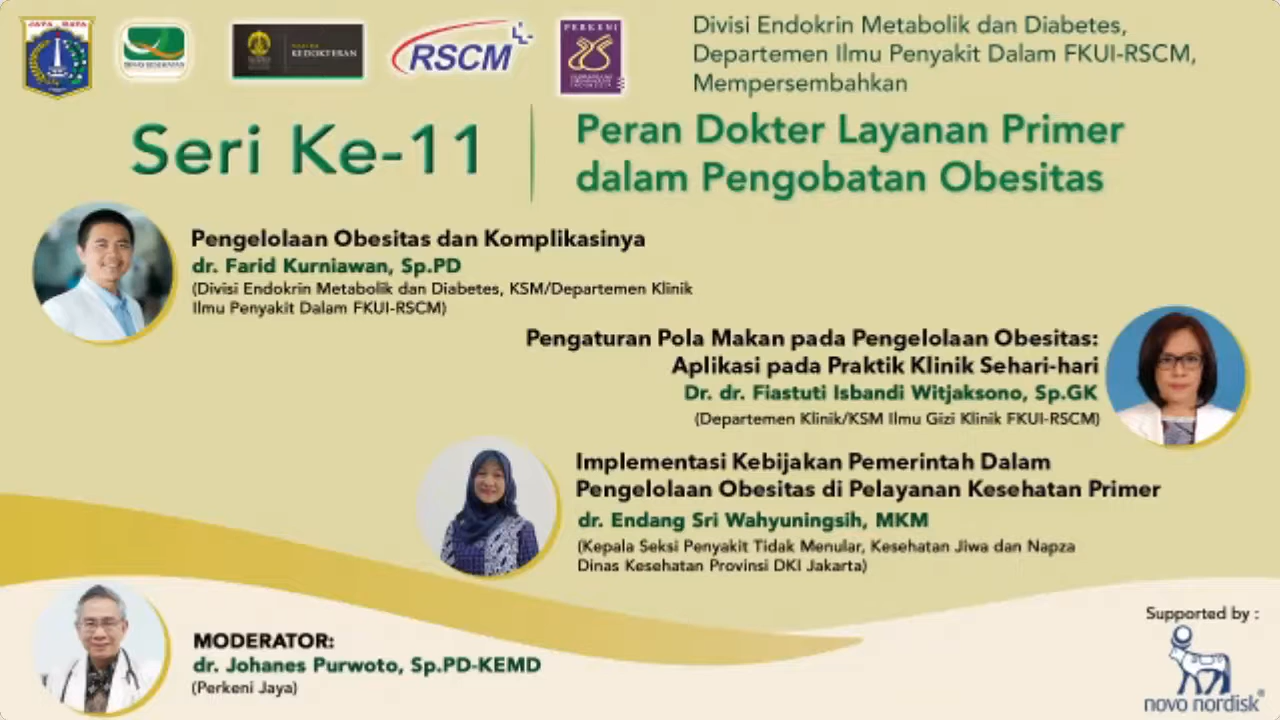 JAYA RAYA
KEDOKTERAN
RSCM
PERKENI
Divisi Endokrin Metabolik dan Diabetes,
Departemen Ilmu Penyakit Dalam FKUI-RSCM,
Mempersembahkan
Seri Ke-11
Peran Dokter Layanan Primer
dalam Pengobatan Obesitas
Pengelolaan Obesitas dan Komplikasinya
dr. Farid Kurniawan, Sp.PD
(Divisi Endokrin Metabolik dan Diabetes, KSM/Departemen Klinik
Ilmu Penyakit Dalam FKUI-RSCM)
Pengaturan Pola Makan pada Pengelolaan Obesitas:
Aplikasi pada Praktik Klinik Sehari-hari
Dr. dr. Fiastuti Isbandi Witjaksono, Sp.GK
(Departemen Klinik/KSM Ilmu Gizi Klinik FKUI-RSCM)
Implementasi Kebijakan Pemerintah Dalam
Pengelolaan Obesitas di Pelayanan Kesehatan Primer
dr. Endang Sri Wahyuningsih, MKM
(Kepala Seksi Penyakit Tidak Menular, Kesehatan Jiwa dan Napza
Dinas Kesehatan Provinsi DKI Jakarta)
MODERATOR:
dr. Johanes Purwoto, Sp.PD-KEMD
(Perkeni Jaya)
Supported by :
novo nordisk®